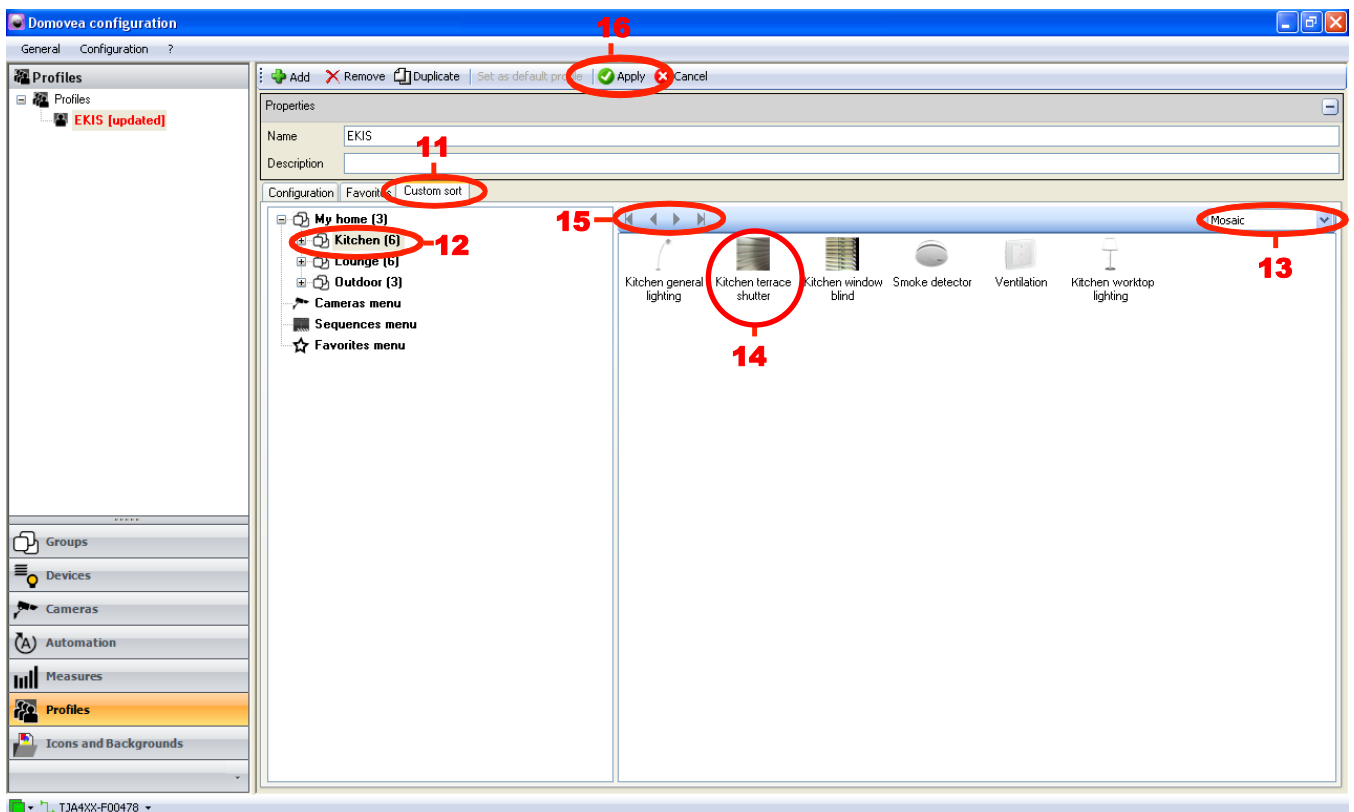 Domovea configuration
General Configuration ?
16
Profiles
Add Remove Duplicate Set as default profile Apply Cancel
Profiles
EKIS [updated]
Properties
Name EKIS
Description
11
Configuration Favorites Custom sort
My home (3)
Kitchen (6)
Lounge (6)
Outdoor (3)
Cameras menu
Sequences menu
Favorites menu
12
15
Mosaic
13
Kitchen general lighting
Kitchen terrace shutter
Kitchen window blind
Smoke detector
Ventilation
Kitchen worktop lighting
14
Groups
Devices
Cameras
Automation
Measures
Profiles
Icons and Backgrounds
TJA4XX-F00478